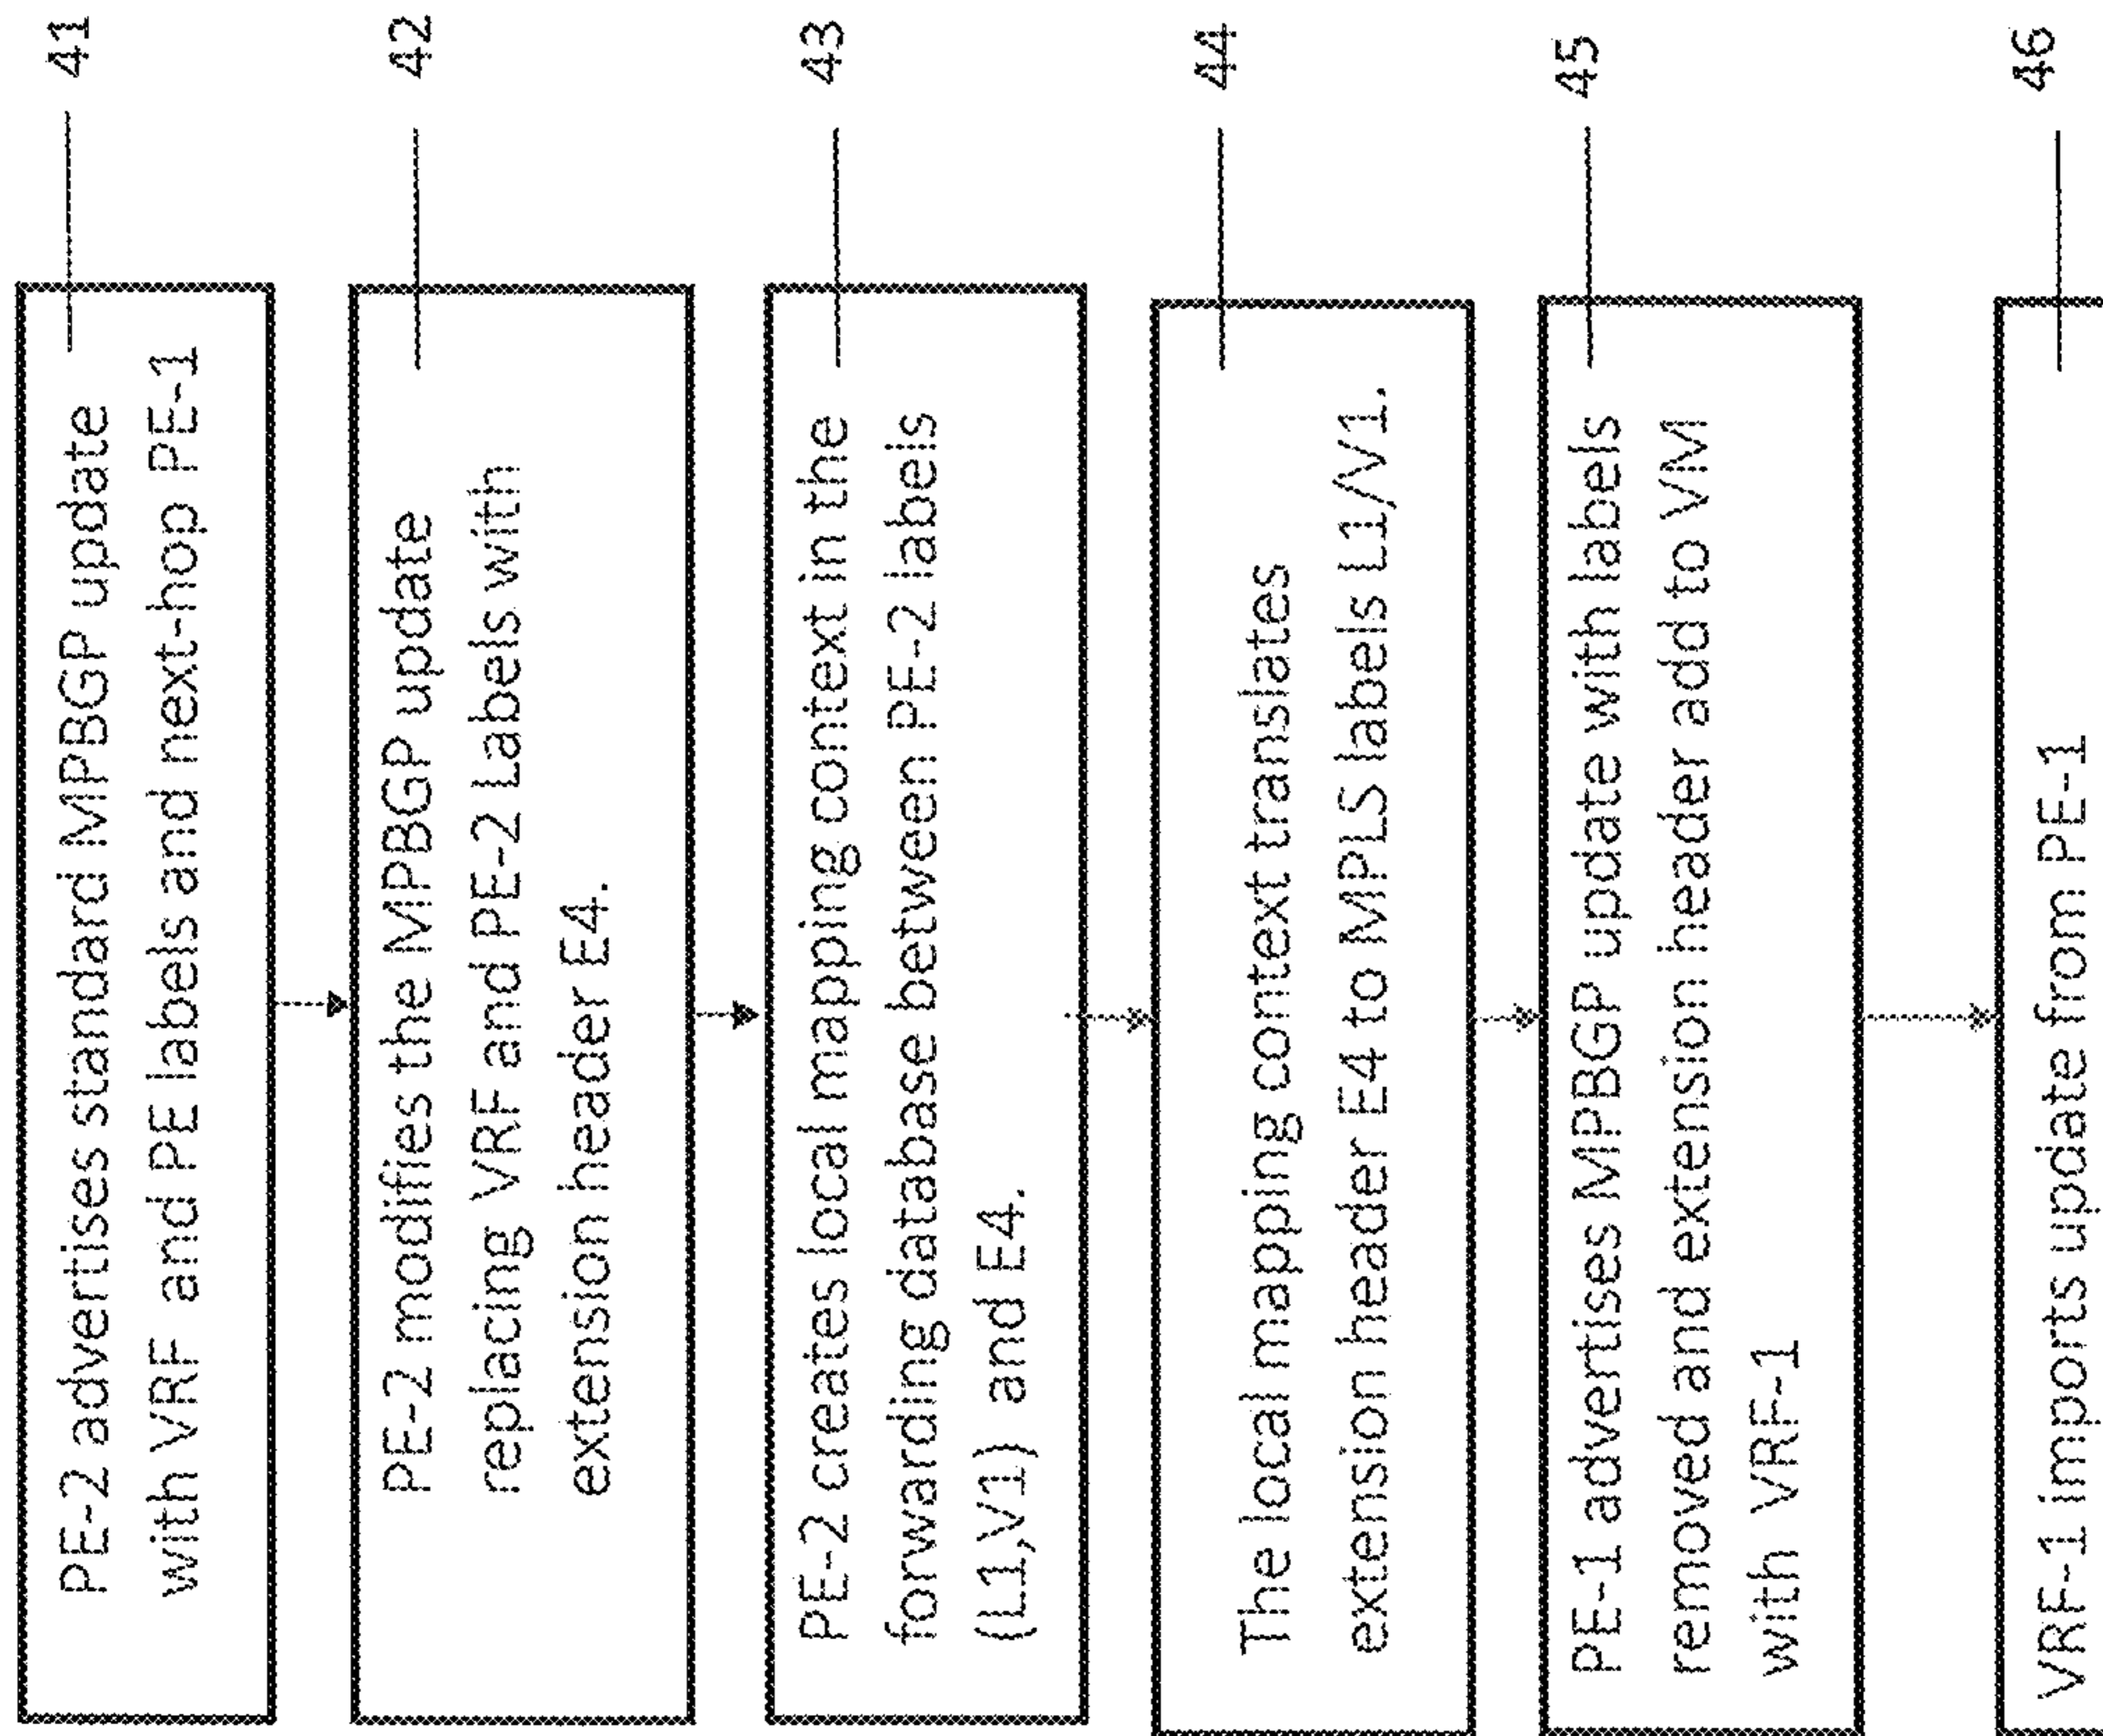 PE-2 advertises standard MPBGP update
with VRF and PE labels and next-hop PE-1
41
PE-2 modifies the MPBGP update
replacing VRF and PE-2 Labels with
extension header E4.
42
PE-2 creates local mapping context in the
forwarding database between PE-2 labels
(L1,V1) and E4.
43
The local mapping context translates
extension header E4 to MPLS labels L1/V1.
44
PE-1 advertises MPBGP update with labels
removed and extension header add to VM
with VRF-1
45
VRF-1 imports update from PE-1
46